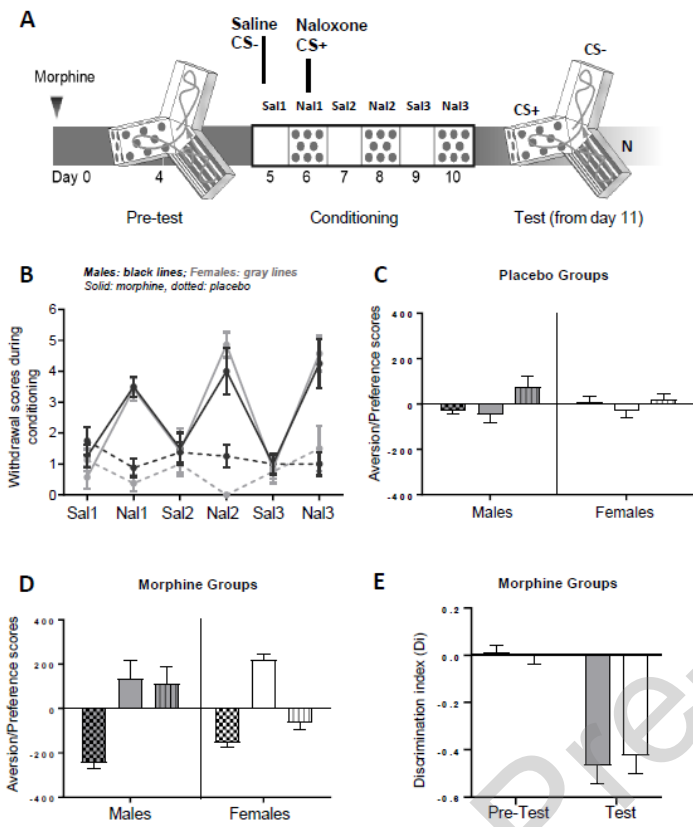 A
Saline
CS-
Naloxone
CS+
Morphine
Sal1 Nal1 Sal2 Nal2 Sal3 Nal3
CS-
CS+
N
Day 0 4 5 6 7 8 9 10
Pre-test Conditioning Test (from day 11)
B
Males: black lines; Females: gray lines
Solid: morphine, dotted: placebo
Withdrawal scores during
conditioning
6
5
4
3
2
1
0
Sal1 Nal1 Sal2 Nal2 Sal3 Nal3
C
Placebo Groups
Aversion/Preference scores
400
200
0
-200
-400
Males Females
D
Morphine Groups
Aversion/Preference scores
400
200
0
-200
-400
Males Females
E
Morphine Groups
Discrimination index (Di)
0.2
0.0
-0.2
-0.4
-0.6
Pre-Test Test
Pre